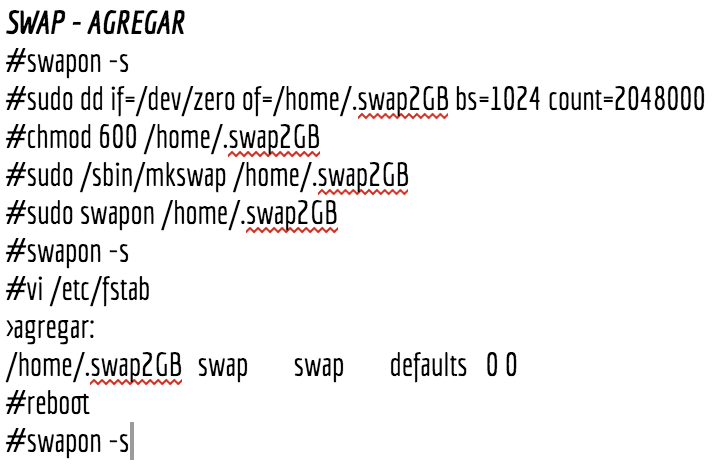 SWAP - AGREGAR
#swapon -s
#sudo dd if=/dev/zero of=/home/.swap2GB bs=1024 count=2048000
#chmod 600 /home/.swap2GB
#sudo /sbin/mkswap /home/.swap2GB
#sudo swapon /home/.swap2GB
#swapon -s
#vi /etc/fstab
>agregar:
/home/.swap2GB swap swap defaults 0 0
#reboot
#swapon -s